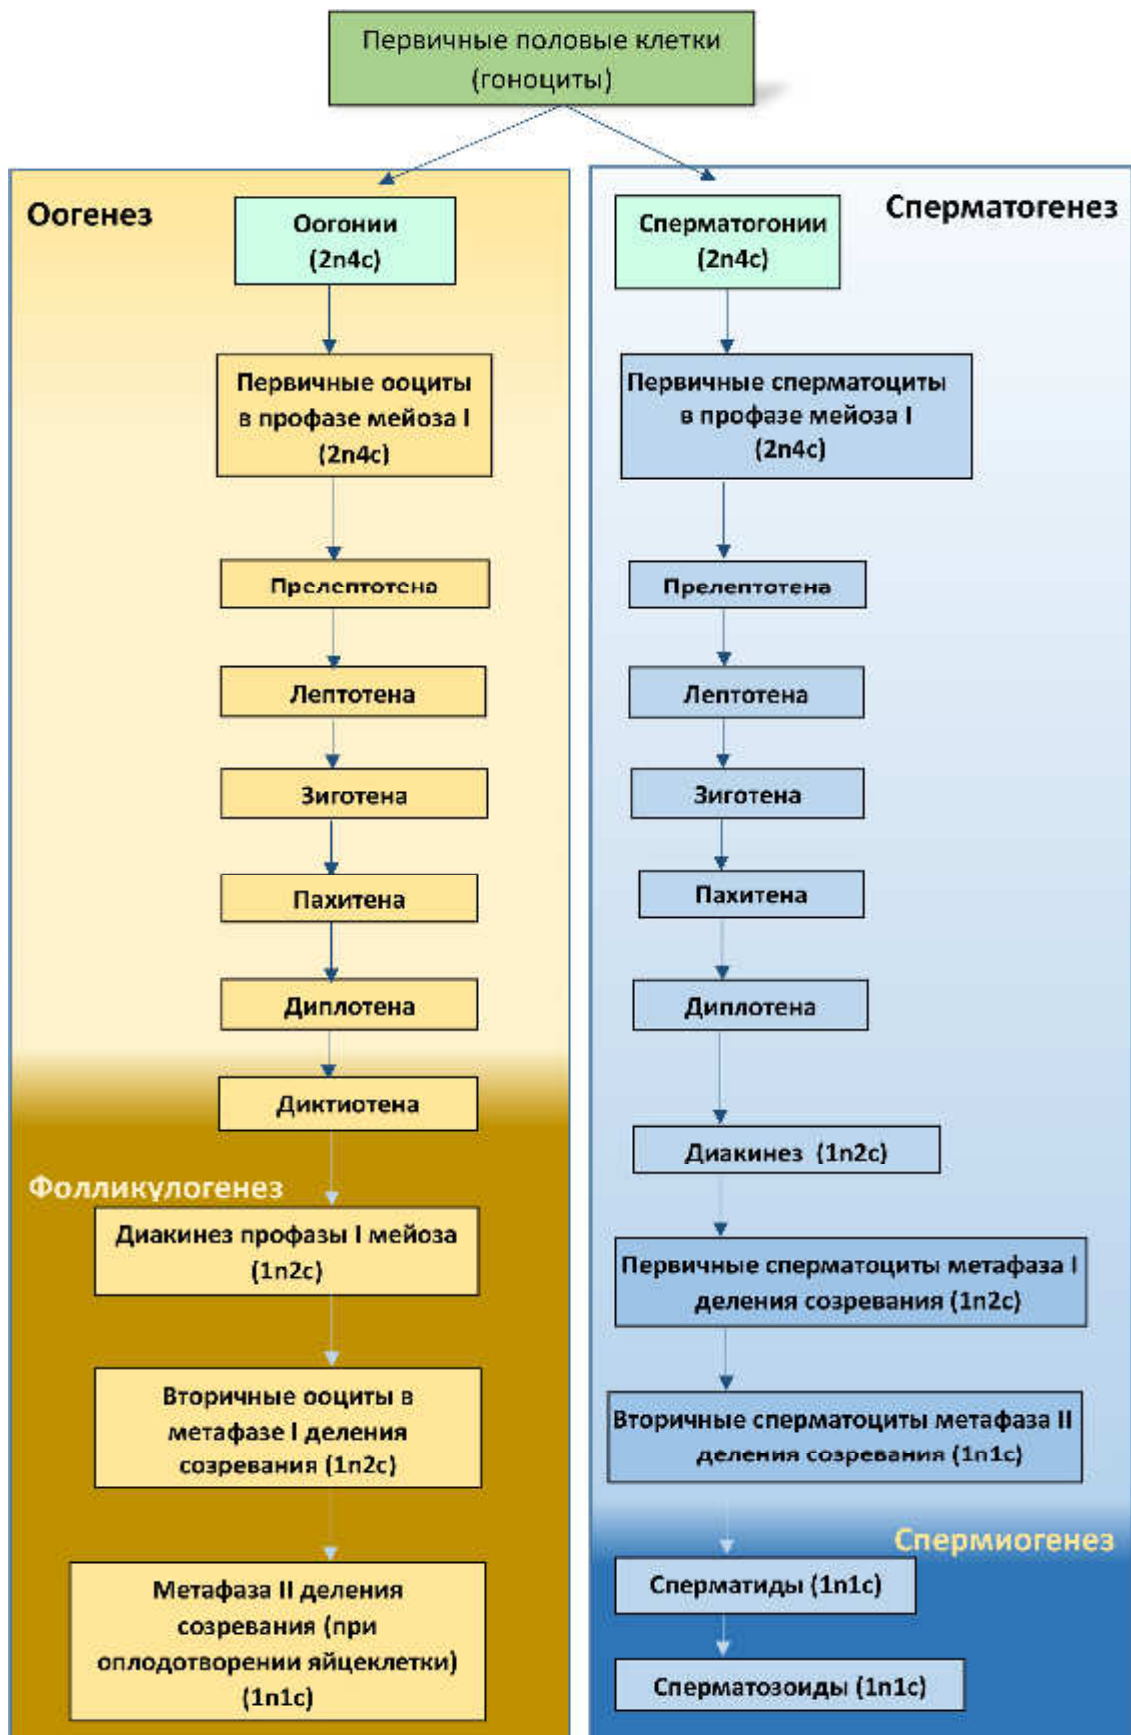 Первичные половые клетки
(гоноциты)
Оогенез
Оогонии
(2n4c)
Первичные ооциты
в профазе мейоза I
(2n4c)
Прелептотена
Лептотена
Зиготена
Пахитена
Диплотена
Диктиотена
Фолликулогенез
Диакинез профазы I мейоза
(1n2c)
Вторичные ооциты в
метафазе I деления
созревания (1n2c)
Метафаза II деления
созревания (при
оплодотворении яйцеклетки)
(1n1c)
Сперматогенез
Сперматогонии
(2n4c)
Первичные сперматоциты
в профазе мейоза I
(2n4c)
Прелептотена
Лептотена
Зиготена
Пахитена
Диплотена
Диакинез (1n2c)
Первичные сперматоциты метафаза I
деления созревания (1n2c)
Вторичные сперматоциты метафаза II
деления созревания (1n1c)
Спермиогенез
Сперматиды (1n1c)
Сперматозоиды (1n1c)